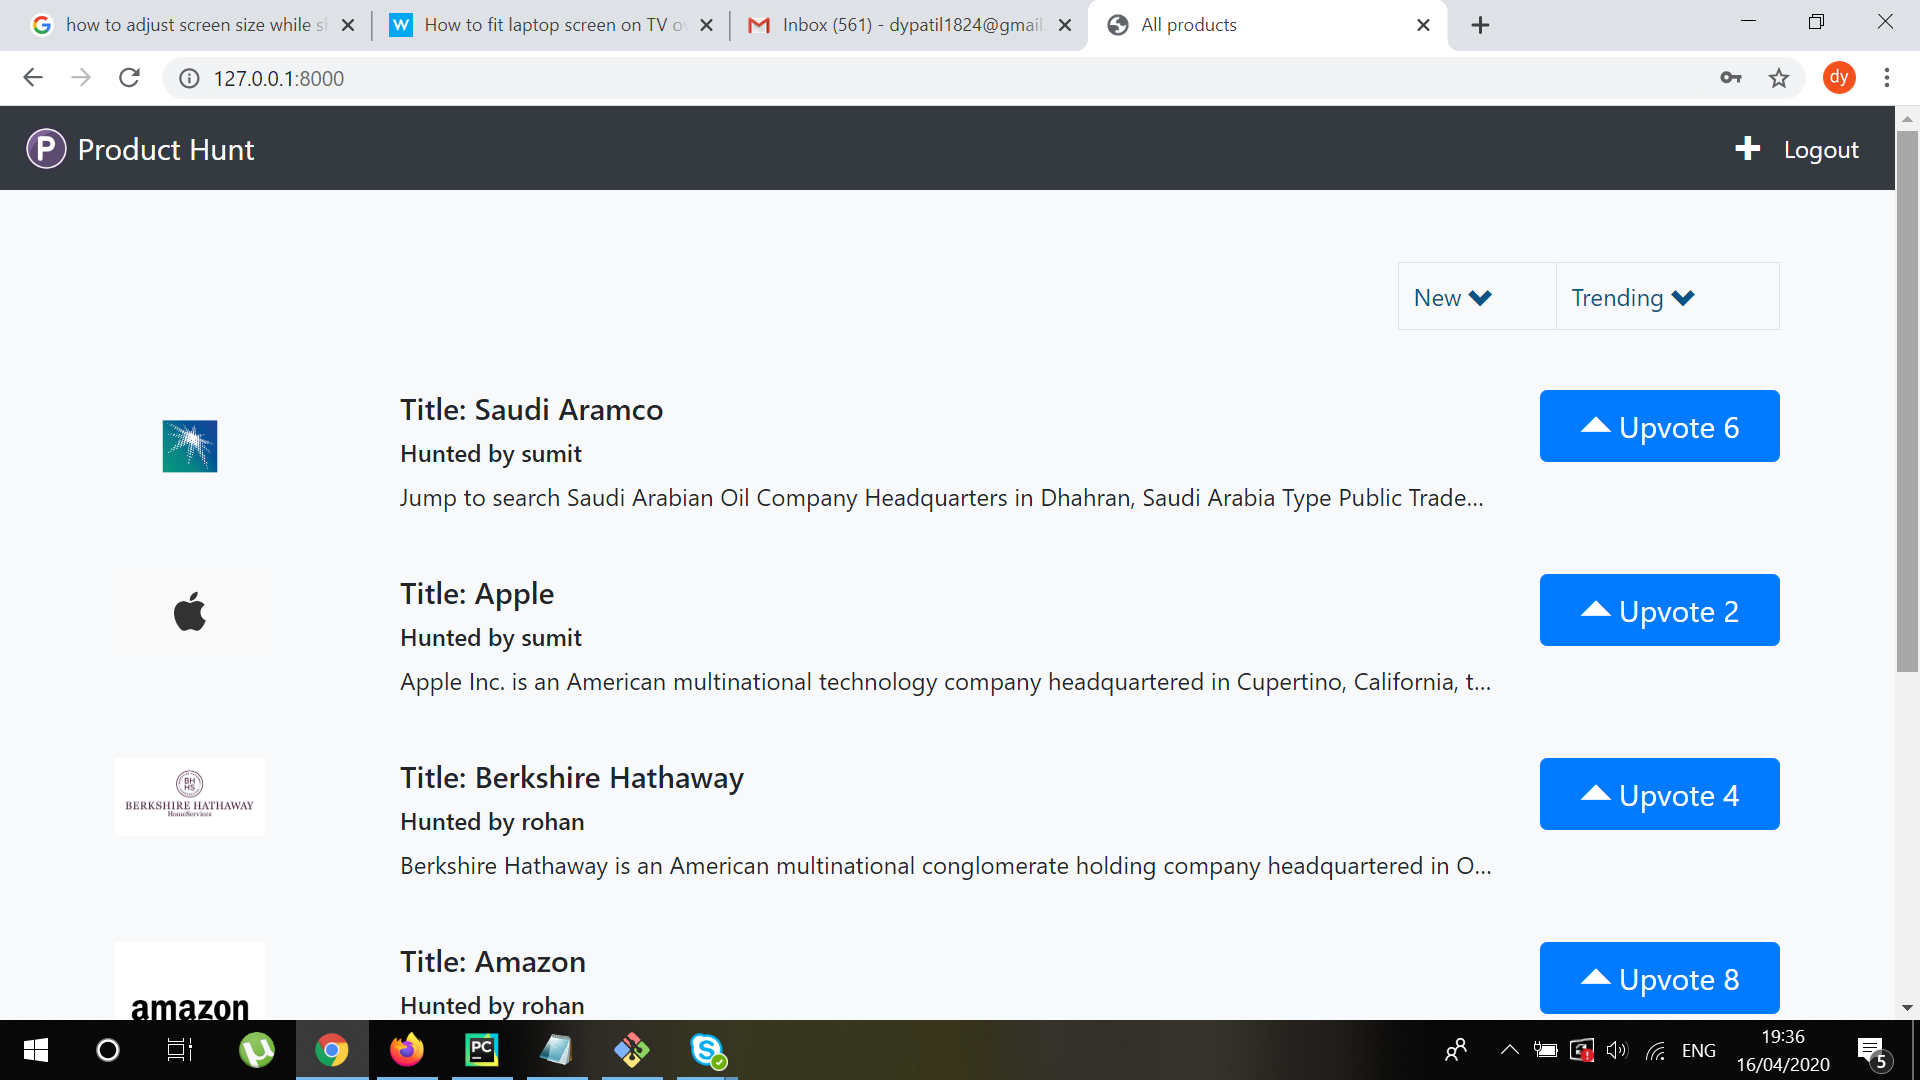 how to adjust screen size while s
How to fit laptop screen on TV o
Inbox (561) - dypatil1824@gmail.
All products
127.0.0.1:8000
dy
P Product Hunt
Logout
New
Trending
Title: Saudi Aramco
Upvote 6
Hunted by sumit
Jump to search Saudi Arabian Oil Company Headquarters in Dhahran, Saudi Arabia Type Public Trade...
Title: Apple
Upvote 2
Hunted by sumit
Apple Inc. is an American multinational technology company headquartered in Cupertino, California, t...
BH
HS
BERKSHIRE HATHAWAY
HomeServices
Title: Berkshire Hathaway
Upvote 4
Hunted by rohan
Berkshire Hathaway is an American multinational conglomerate holding company headquartered in O...
amazon
Title: Amazon
Upvote 8
Hunted by rohan
PC
S
ENG
19:36
16/04/2020
5